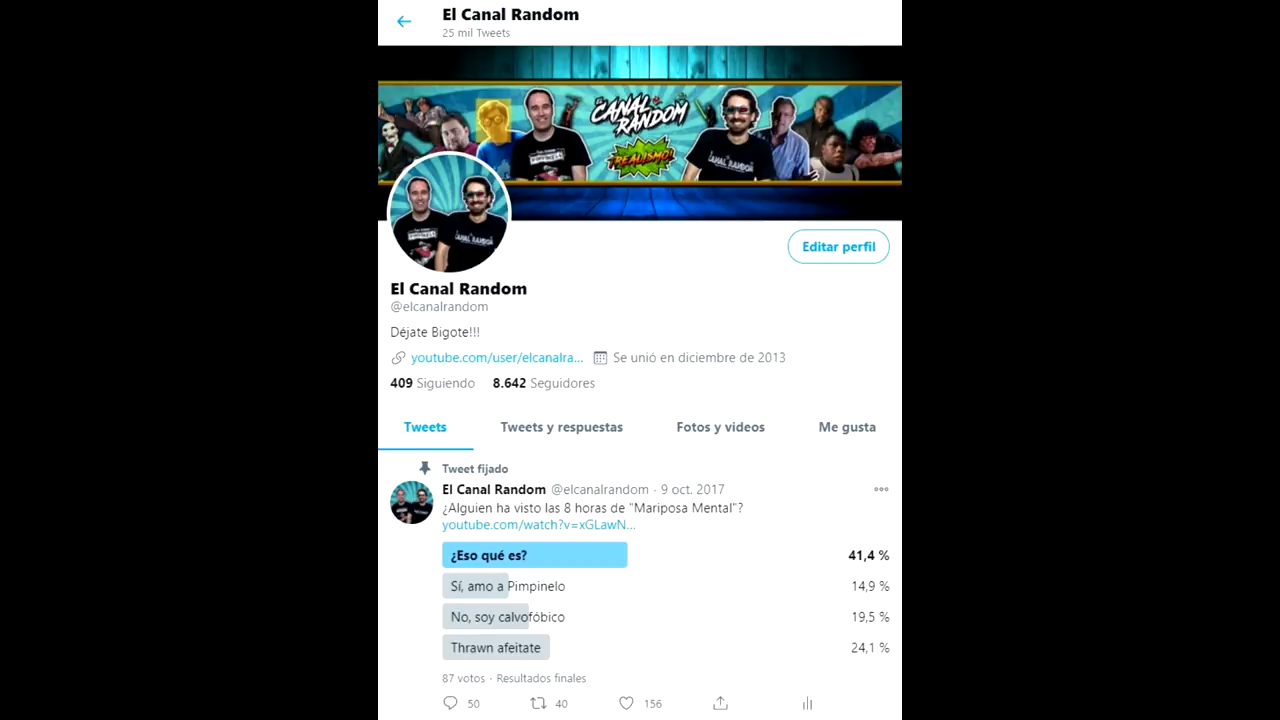 El Canal Random
25 mil Tweets
EL
CANAL
RANDOM
¡REALISMO!
CANAL RANDOM
Editar perfil
El Canal Random
@elcanalrandom
Déjate Bigote!!!
youtube.com/user/elcanalra... Se unió en diciembre de 2013
409 Siguiendo 8.642 Seguidores
Tweets Tweets y respuestas Fotos y videos Me gusta
Tweet fijado
El Canal Random @elcanalrandom · 9 oct. 2017
¿Alguien ha visto las 8 horas de "Mariposa Mental"?
youtube.com/watch?v=xGLawN...
¿Eso qué es? 41,4 %
Sí, amo a Pimpinelo 14,9 %
No, soy calvofóbico 19,5 %
Thrawn afeitate 24,1 %
87 votos · Resultados finales
50 40 156